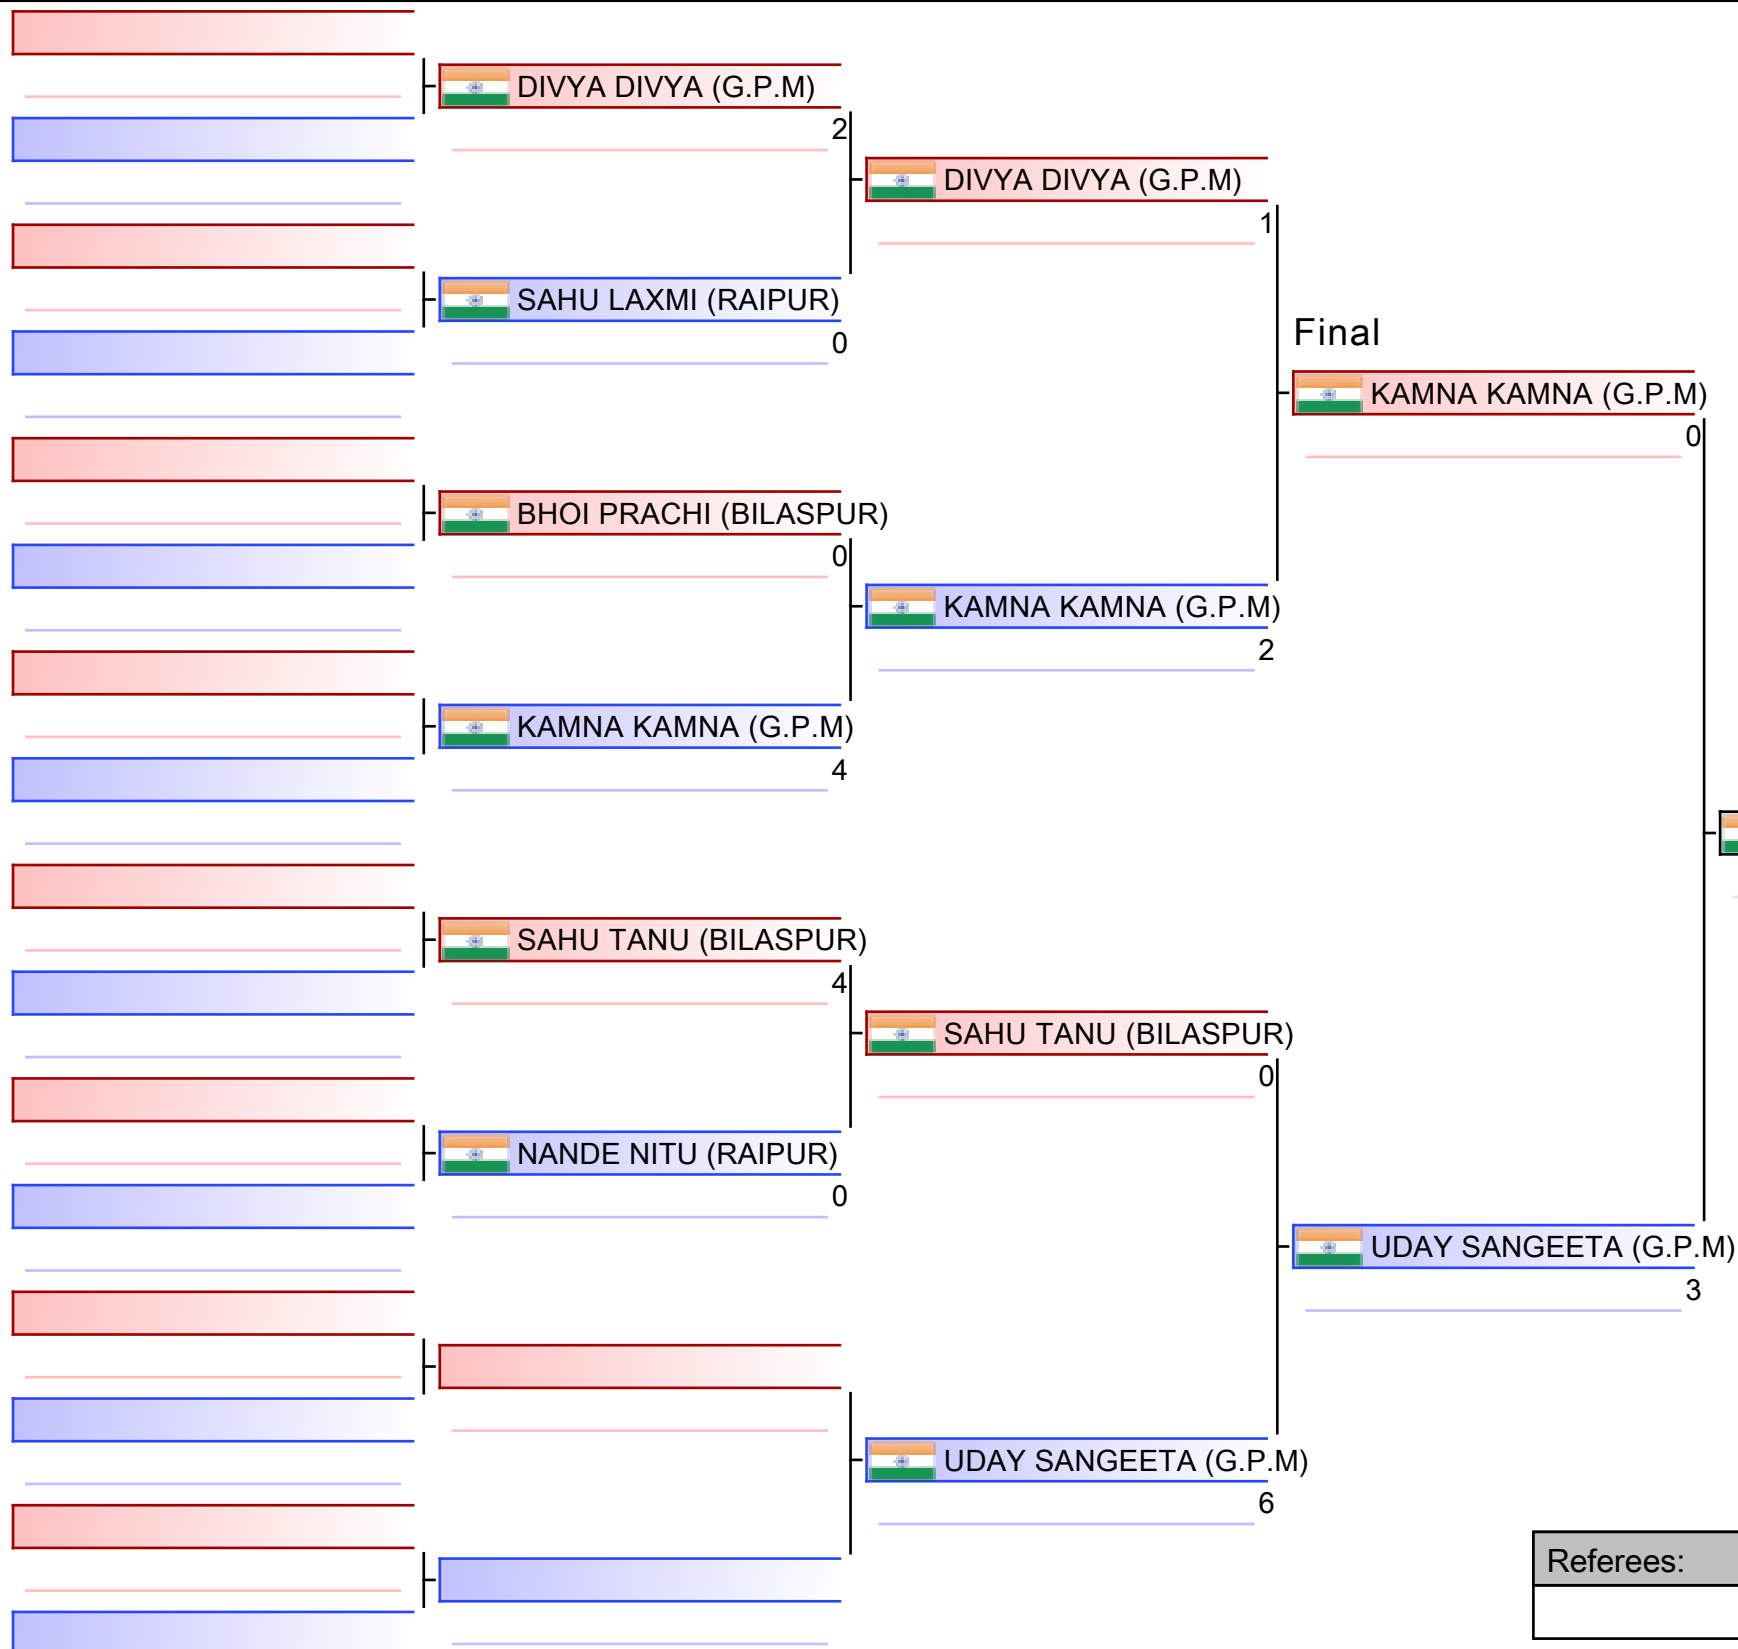 DIVYA DIVYA (G.P.M)
2
DIVYA DIVYA (G.P.M)
1
SAHU LAXMI (RAIPUR)
0
Final
KAMNA KAMNA (G.P.M)
0
BHOI PRACHI (BILASPUR)
0
KAMNA KAMNA (G.P.M)
2
KAMNA KAMNA (G.P.M)
4
SAHU TANU (BILASPUR)
4
SAHU TANU (BILASPUR)
0
NANDE NITU (RAIPUR)
0
UDAY SANGEETA (G.P.M)
3
UDAY SANGEETA (G.P.M)
6
Referees: